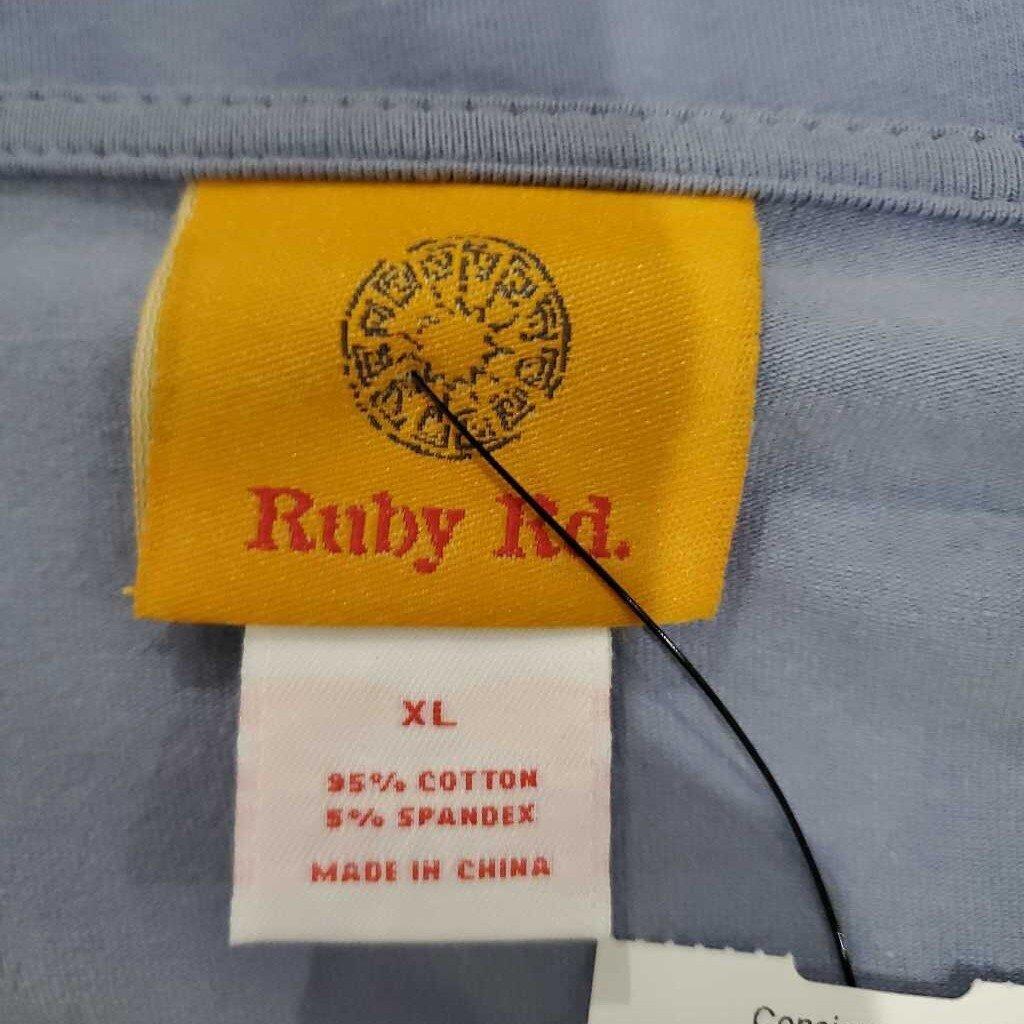 Ruby Rd.
XL
95% COTTON
5% SPANDEX
MADE IN CHINA